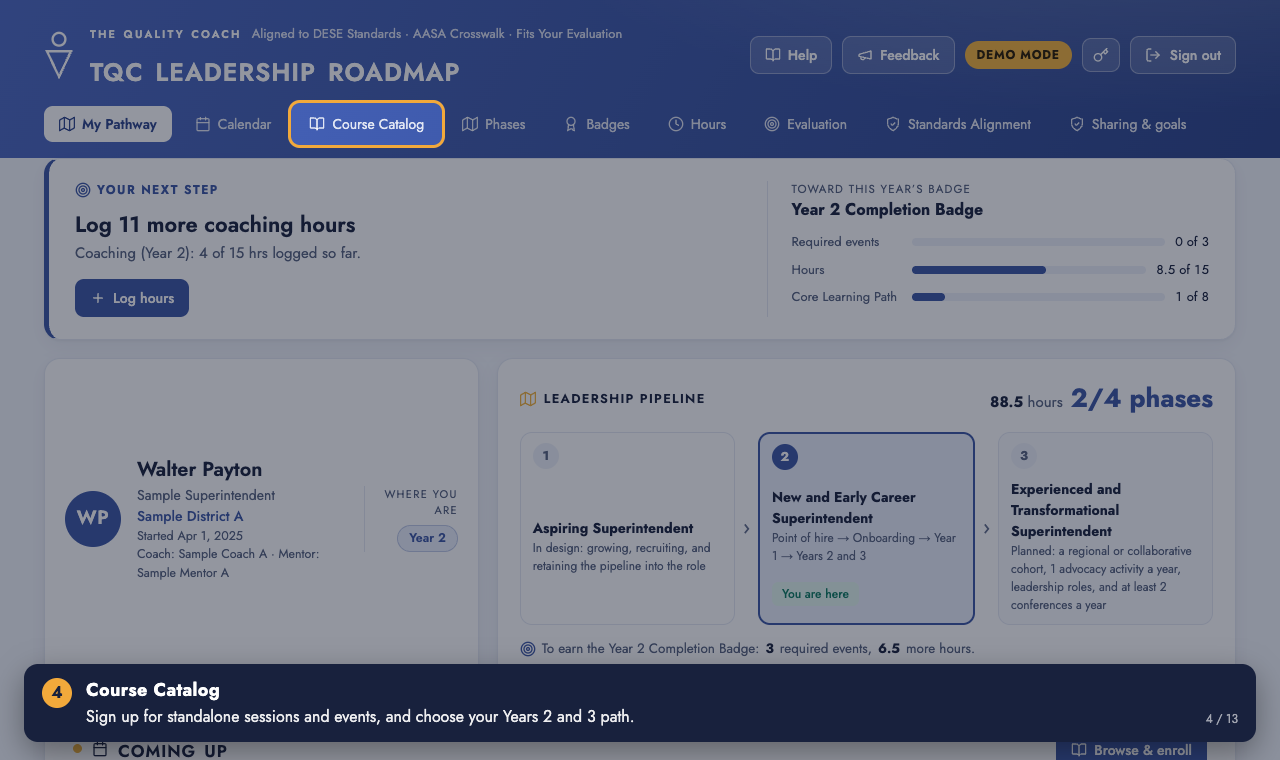 THE QUALITY COACH Aligned to DESE Standards · AASA Crosswalk · Fits Your Evaluation
TQC LEADERSHIP ROADMAP
Help
Feedback
DEMO MODE
Sign out
My Pathway
Calendar
Course Catalog
Phases
Badges
Hours
Evaluation
Standards Alignment
Sharing & goals
YOUR NEXT STEP
Log 11 more coaching hours
Coaching (Year 2): 4 of 15 hrs logged so far.
+ Log hours
TOWARD THIS YEAR'S BADGE
Year 2 Completion Badge
Required events 0 of 3
Hours 8.5 of 15
Core Learning Path 1 of 8
WP
Walter Payton
Sample Superintendent
Sample District A
Started Apr 1, 2025
Coach: Sample Coach A · Mentor:
Sample Mentor A
WHERE YOU
ARE
Year 2
LEADERSHIP PIPELINE
88.5 hours 2/4 phases
1
Aspiring Superintendent
In design: growing, recruiting, and
retaining the pipeline into the role
2
New and Early Career
Superintendent
Point of hire → Onboarding → Year
1 → Years 2 and 3
You are here
3
Experienced and
Transformational
Superintendent
Planned: a regional or collaborative
cohort, 1 advocacy activity a year,
leadership roles, and at least 2
conferences a year
To earn the Year 2 Completion Badge: 3 required events, 6.5 more hours.
4
Course Catalog
Sign up for standalone sessions and events, and choose your Years 2 and 3 path.
4 / 13
COMING UP
Browse & enroll